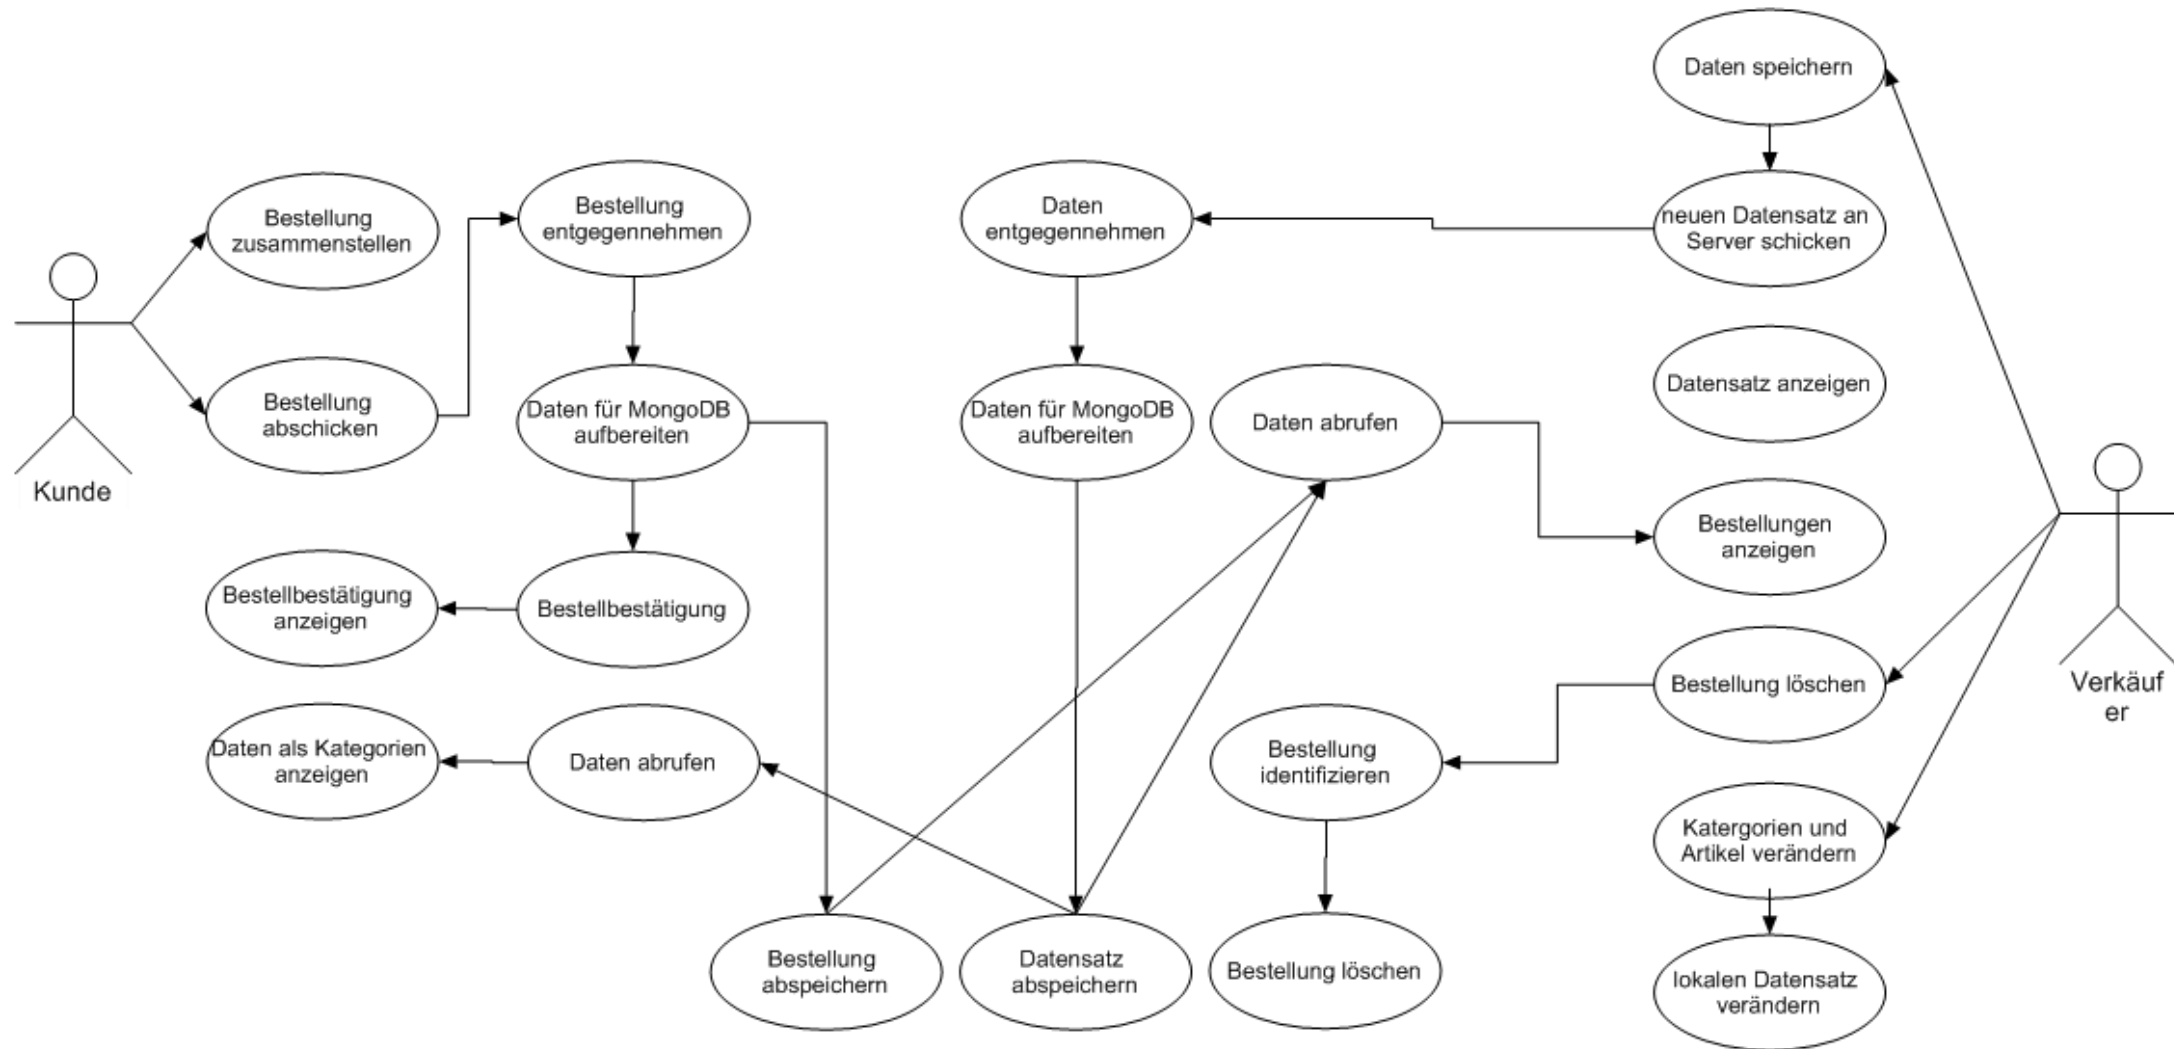 Daten speichern
Bestellung
zusammenstellen
Bestellung
entgegennehmen
Daten
entgegennehmen
neuen Datensatz an
Server schicken
Bestellung
abschicken
Daten für MongoDB
aufbereiten
Daten für MongoDB
aufbereiten
Daten abrufen
Datensatz anzeigen
Kunde
Bestellungen
anzeigen
Bestellbestätigung
anzeigen
Bestellbestätigung
Bestellung löschen
Verkäuf
er
Daten als Kategorien
anzeigen
Daten abrufen
Bestellung
identifizieren
Katergorien und
Artikel verändern
Bestellung
abspeichern
Datensatz
abspeichern
Bestellung löschen
lokalen Datensatz
verändern